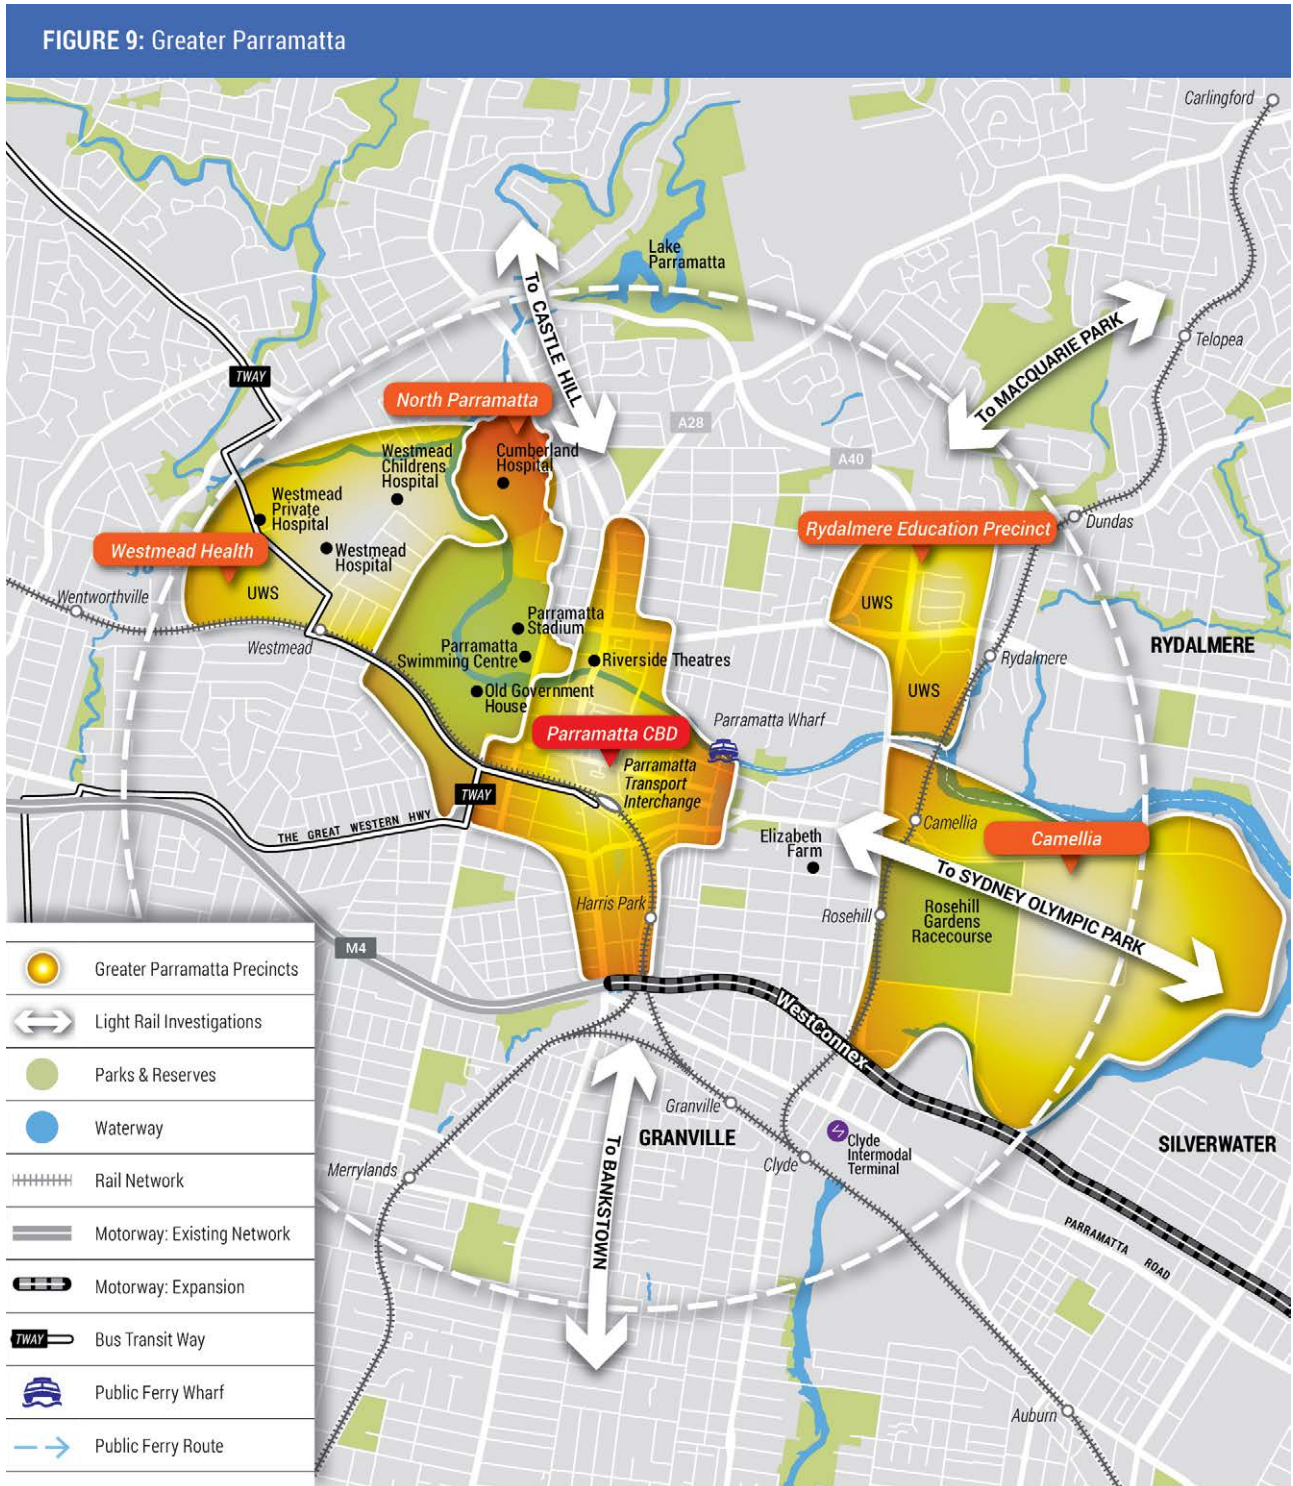 FIGURE 9: Greater Parramatta
Carlingford
Lake
Parramatta
To CASTLE HILL
To MACQUARIE PARK
Telopea
TWAY
North Parramatta
A28
A40
Westmead
Childrens
Hospital
Cumberland
Hospital
Westmead
Private
Hospital
Westmead
Hospital
Westmead Health
UWS
Wentworthville
Westmead
Rydalmere Education Precinct
Dundas
UWS
UWS
Rydalmere
RYDALMERE
Parramatta
Stadium
Parramatta
Swimming Centre
Riverside Theatres
Old Government
House
Parramatta CBD
Parramatta Wharf
Parramatta
Transport
Interchange
TWAY
THE GREAT WESTERN HWY
Elizabeth
Farm
Camellia
Camellia
To SYDNEY OLYMPIC PARK
Harris Park
Rosehill
Rosehill
Gardens
Racecourse
M4
WestConnex
Granville
GRANVILLE
Clyde
Clyde
Intermodal
Terminal
SILVERWATER
Merrylands
To BANKSTOWN
PARRAMATTA ROAD
Auburn
Greater Parramatta Precincts
Light Rail Investigations
Parks & Reserves
Waterway
Rail Network
Motorway: Existing Network
Motorway: Expansion
TWAY
Bus Transit Way
Public Ferry Wharf
Public Ferry Route